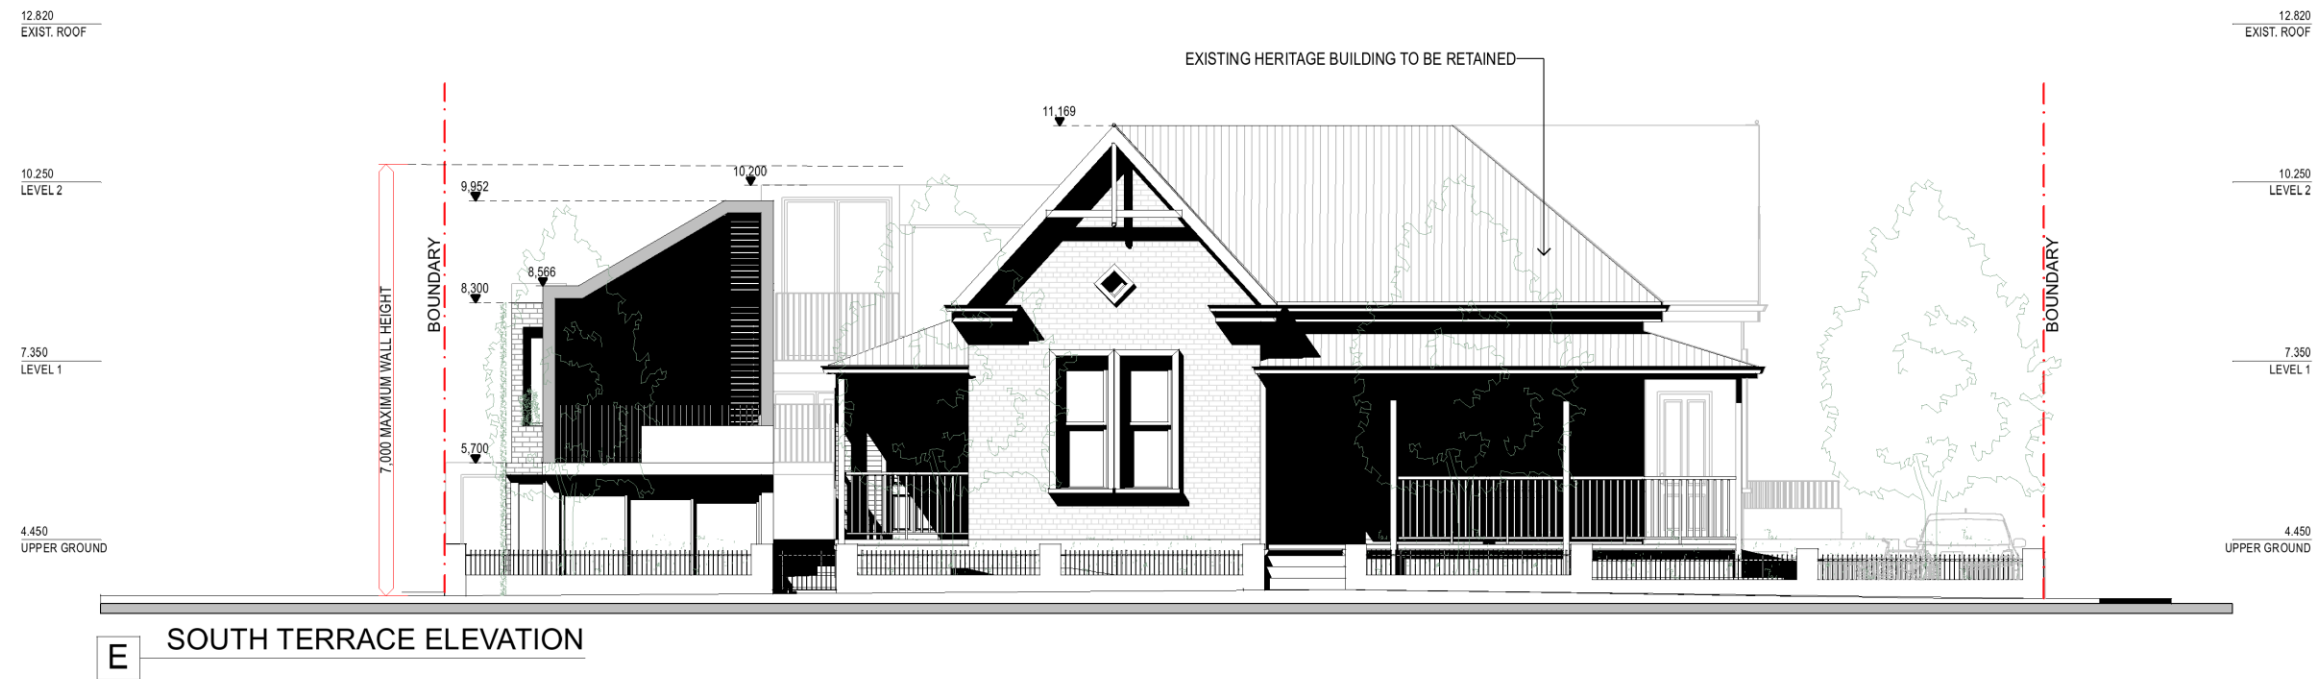 12.820
EXIST. ROOF
12.820
EXIST. ROOF
EXISTING HERITAGE BUILDING TO BE RETAINED
11,169
10.250
LEVEL 2
10,200
9,952
10.250
LEVEL 2
BOUNDARY
8,566
8,300
BOUNDARY
7,000 MAXIMUM WALL HEIGHT
7.350
LEVEL 1
7.350
LEVEL 1
5,700
4.450
UPPER GROUND
4.450
UPPER GROUND
E SOUTH TERRACE ELEVATION